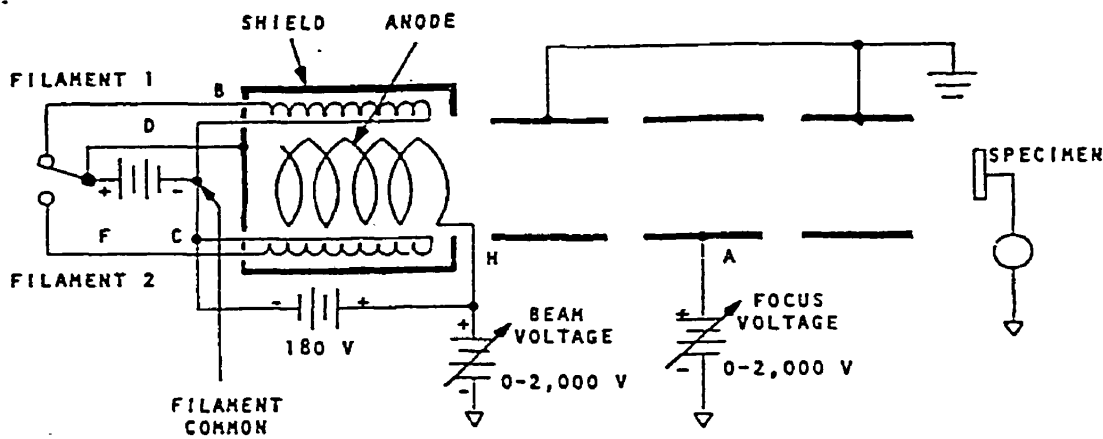 SHIELD
ANODE
FILAMENT 1
B
D
+
-
SPECIMEN
F
C
H
A
FILAMENT 2
- +
180 V
+
BEAM
VOLTAGE
-
0-2,000 V
+
FOCUS
VOLTAGE
-
0-2,000 V
FILAMENT
COMMON